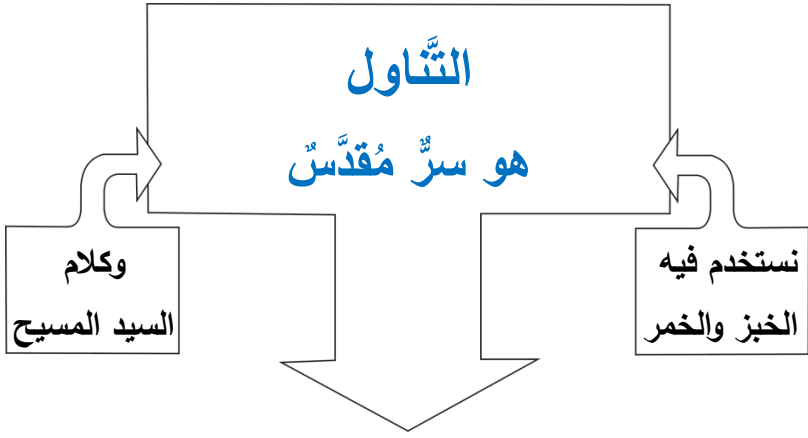 التَّناول
هو سرٌّ مُقدَّسٌ
نستخدم فيه
الخبز والخمر
وكلام
السيد المسيح